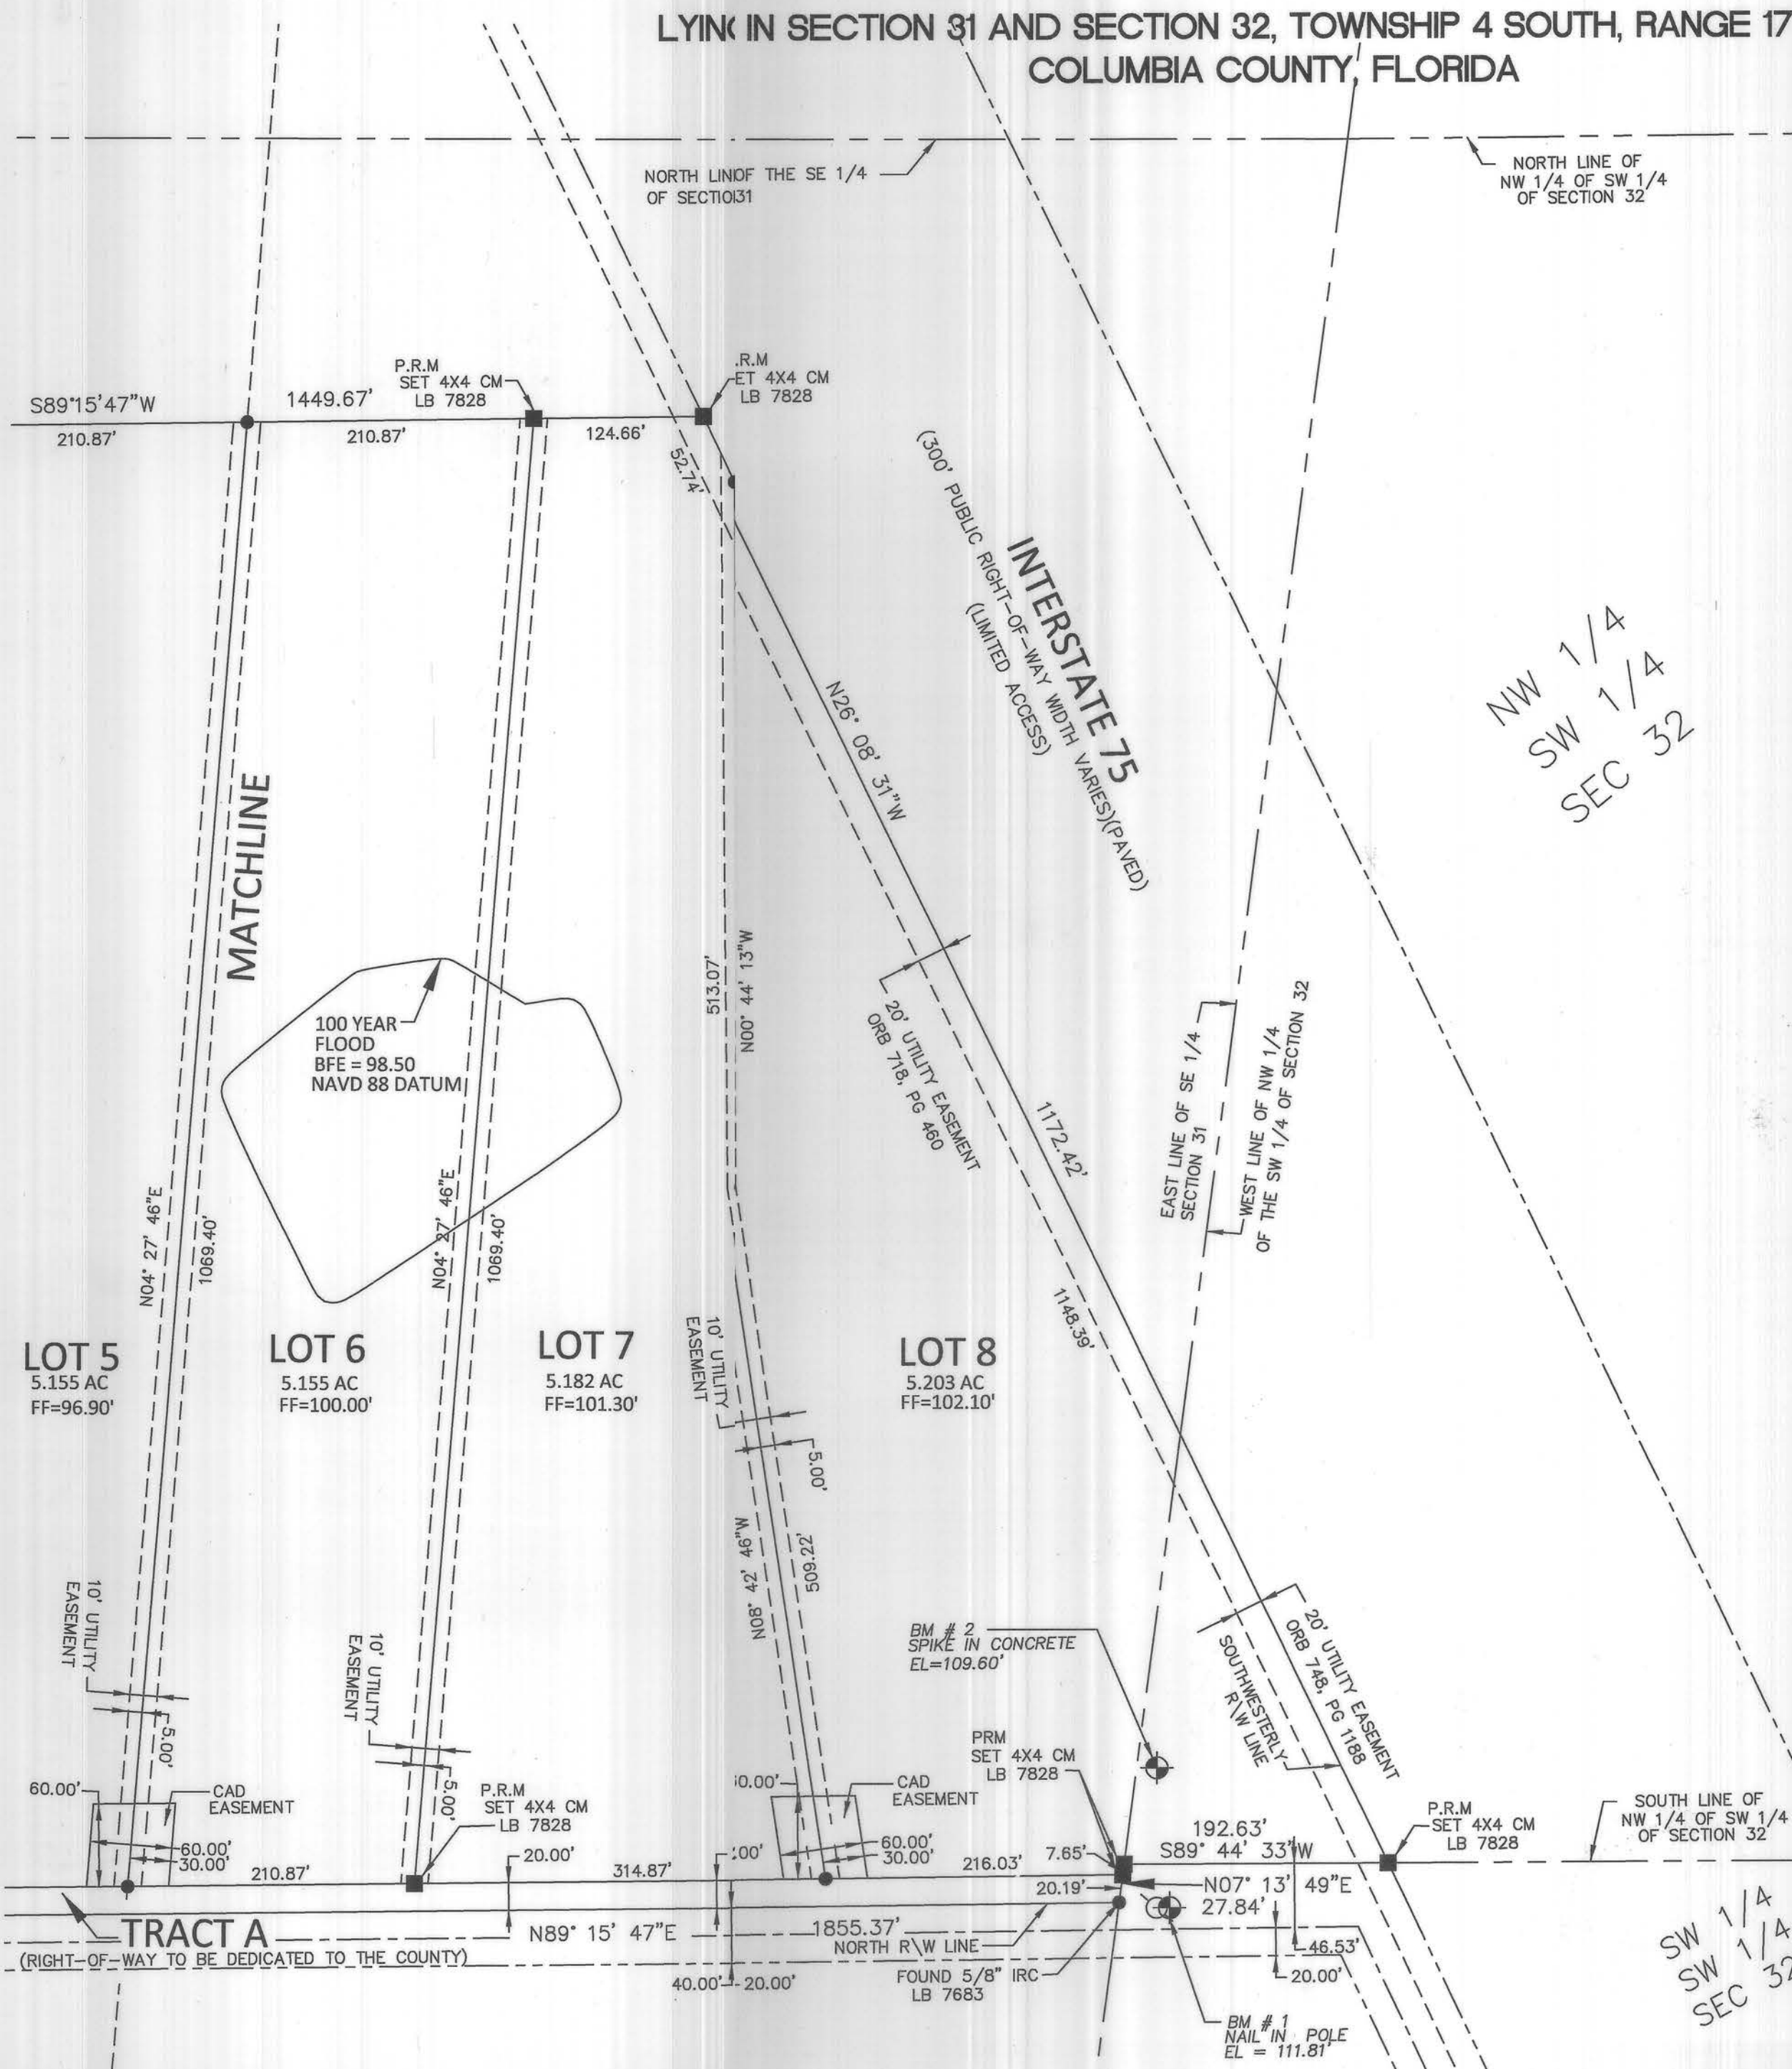 LYING IN SECTION 31 AND SECTION 32, TOWNSHIP 4 SOUTH, RANGE 17
COLUMBIA COUNTY, FLORIDA
NORTH LINOF THE SE 1/4
OF SECTIO31
NORTH LINE OF
NW 1/4 OF SW 1/4
OF SECTION 32
P.R.M
SET 4X4 CM
LB 7828
.R.M
ET 4X4 CM
LB 7828
S89°15'47"W
1449.67'
210.87'
210.87'
124.66'
52.74'
(300' PUBLIC RIGHT-OF-WAY WIDTH VARIES)(PAVED)
INTERSTATE 75
(LIMITED ACCESS)
NW 1/4
SW 1/4
SEC 32
MATCHLINE
N26° 08' 31"W
513.07'
N00° 44' 13"W
100 YEAR
FLOOD
BFE = 98.50
NAVD 88 DATUM
20' UTILITY EASEMENT
ORB 718, PG 460
1172.42'
1148.39'
EAST LINE OF SE 1/4
SECTION 31
WEST LINE OF NW 1/4
OF THE SW 1/4 OF SECTION 32
N04° 27' 46"E
1069.40'
N04° 27' 46"E
1069.40'
LOT 5
5.155 AC
FF=96.90'
LOT 6
5.155 AC
FF=100.00'
LOT 7
5.182 AC
FF=101.30'
10' UTILITY
EASEMENT
LOT 8
5.203 AC
FF=102.10'
5.00'
N08° 42' 46"W
509.22'
10' UTILITY
EASEMENT
10' UTILITY
EASEMENT
5.00'
5.00'
BM # 2
SPIKE IN CONCRETE
EL=109.60'
SOUTHWESTERLY
R\W LINE
20' UTILITY EASEMENT
ORB 748, PG 1188
PRM
SET 4X4 CM
LB 7828
60.00'
CAD
EASEMENT
60.00'
30.00'
P.R.M
SET 4X4 CM
LB 7828
0.00'
CAD
EASEMENT
60.00'
30.00'
P.R.M
SET 4X4 CM
LB 7828
SOUTH LINE OF
NW 1/4 OF SW 1/4
OF SECTION 32
192.63'
S89° 44' 33"W
210.87'
20.00'
314.87'
.00'
216.03'
7.65'
20.19'
N07° 13' 49"E
27.84'
TRACT A
(RIGHT-OF-WAY TO BE DEDICATED TO THE COUNTY)
N89° 15' 47"E
1855.37'
NORTH R\W LINE
46.53'
20.00'
40.00'
20.00'
FOUND 5/8" IRC
LB 7683
BM # 1
NAIL IN POLE
EL = 111.81'
SW 1/4
SW 1/4
SEC 32